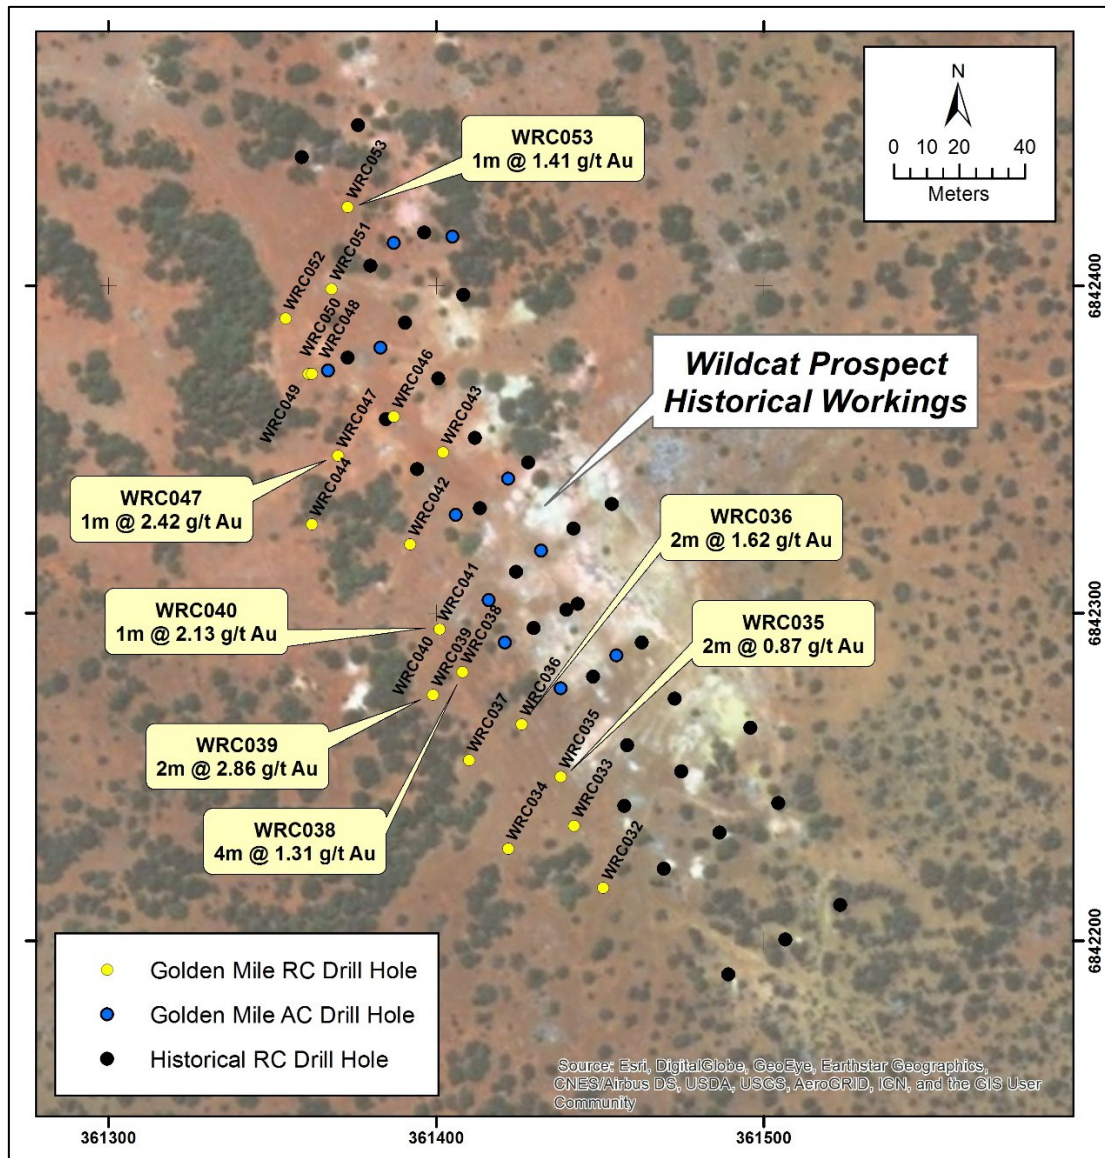 N
0 10 20 40
Meters
WRC053
1m @ 1.41 g/t Au
WRC053
WRC051
WRC052
6842400
WRC050
WRC048
WRC046
WRC049
WRC047
WRC043
Wildcat Prospect
Historical Workings
WRC044
WRC047
1m @ 2.42 g/t Au
WRC042
WRC036
2m @ 1.62 g/t Au
WRC041
WRC040
1m @ 2.13 g/t Au
6842300
WRC038
WRC039
WRC040
WRC035
2m @ 0.87 g/t Au
WRC036
WRC037
WRC035
WRC039
2m @ 2.86 g/t Au
WRC033
WRC034
WRC038
4m @ 1.31 g/t Au
WRC032
6842200
Golden Mile RC Drill Hole
Golden Mile AC Drill Hole
Historical RC Drill Hole
Source: Esri, DigitalGlobe, GeoEye, Earthstar Geographics,
CNES/Airbus DS, USDA, USGS, AeroGRID, IGN, and the GIS User
Community
361300
361400
361500